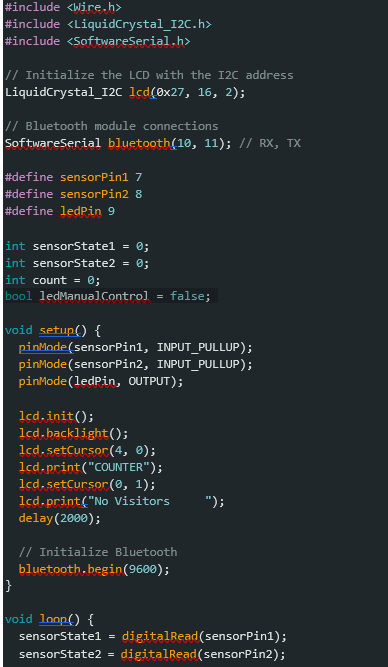 #include <Wire.h>
#include <LiquidCrystal_I2C.h>
#include <SoftwareSerial.h>

// Initialize the LCD with the I2C address
LiquidCrystal_I2C lcd(0x27, 16, 2);

// Bluetooth module connections
SoftwareSerial bluetooth(10, 11); // RX, TX

#define sensorPin1 7
#define sensorPin2 8
#define ledPin 9

int sensorState1 = 0;
int sensorState2 = 0;
int count = 0;
bool ledManualControl = false;

void setup() {
  pinMode(sensorPin1, INPUT_PULLUP);
  pinMode(sensorPin2, INPUT_PULLUP);
  pinMode(ledPin, OUTPUT);

  lcd.init();
  lcd.backlight();
  lcd.setCursor(4, 0);
  lcd.print("COUNTER");
  lcd.setCursor(0, 1);
  lcd.print("No Visitors     ");
  delay(2000);

  // Initialize Bluetooth
  bluetooth.begin(9600);
}

void loop() {
  sensorState1 = digitalRead(sensorPin1);
  sensorState2 = digitalRead(sensorPin2);